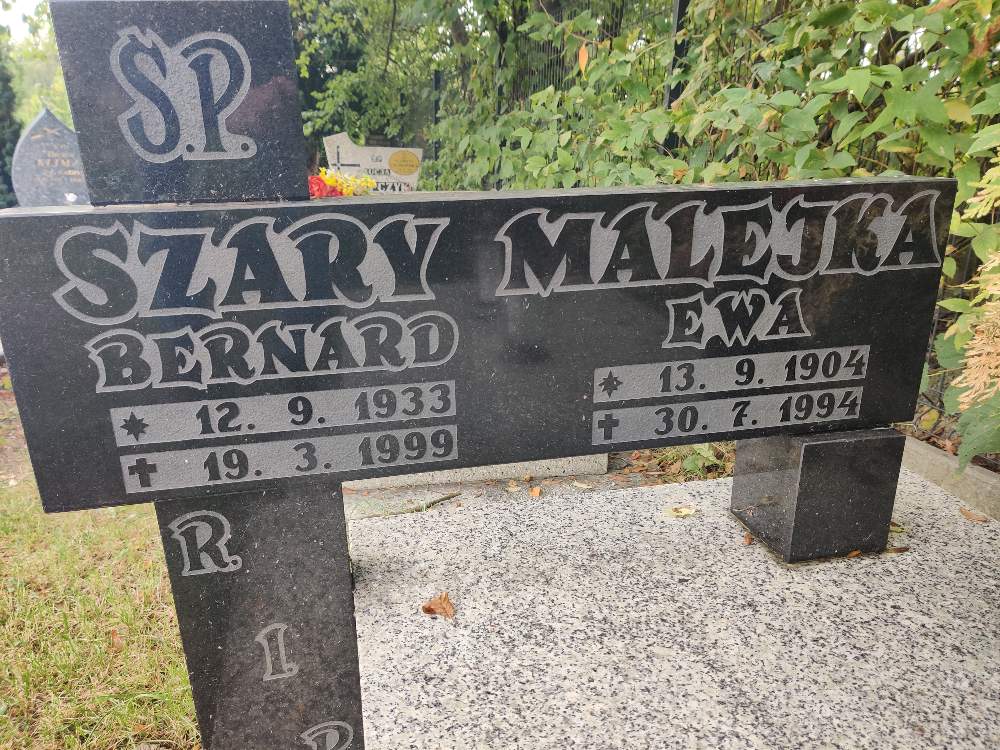 S.P.
SZARY
BERNARD
12. 9. 1933
19. 3. 1999
MALEJKA
EWA
13. 9. 1904
30. 7. 1994
R.
I.
P